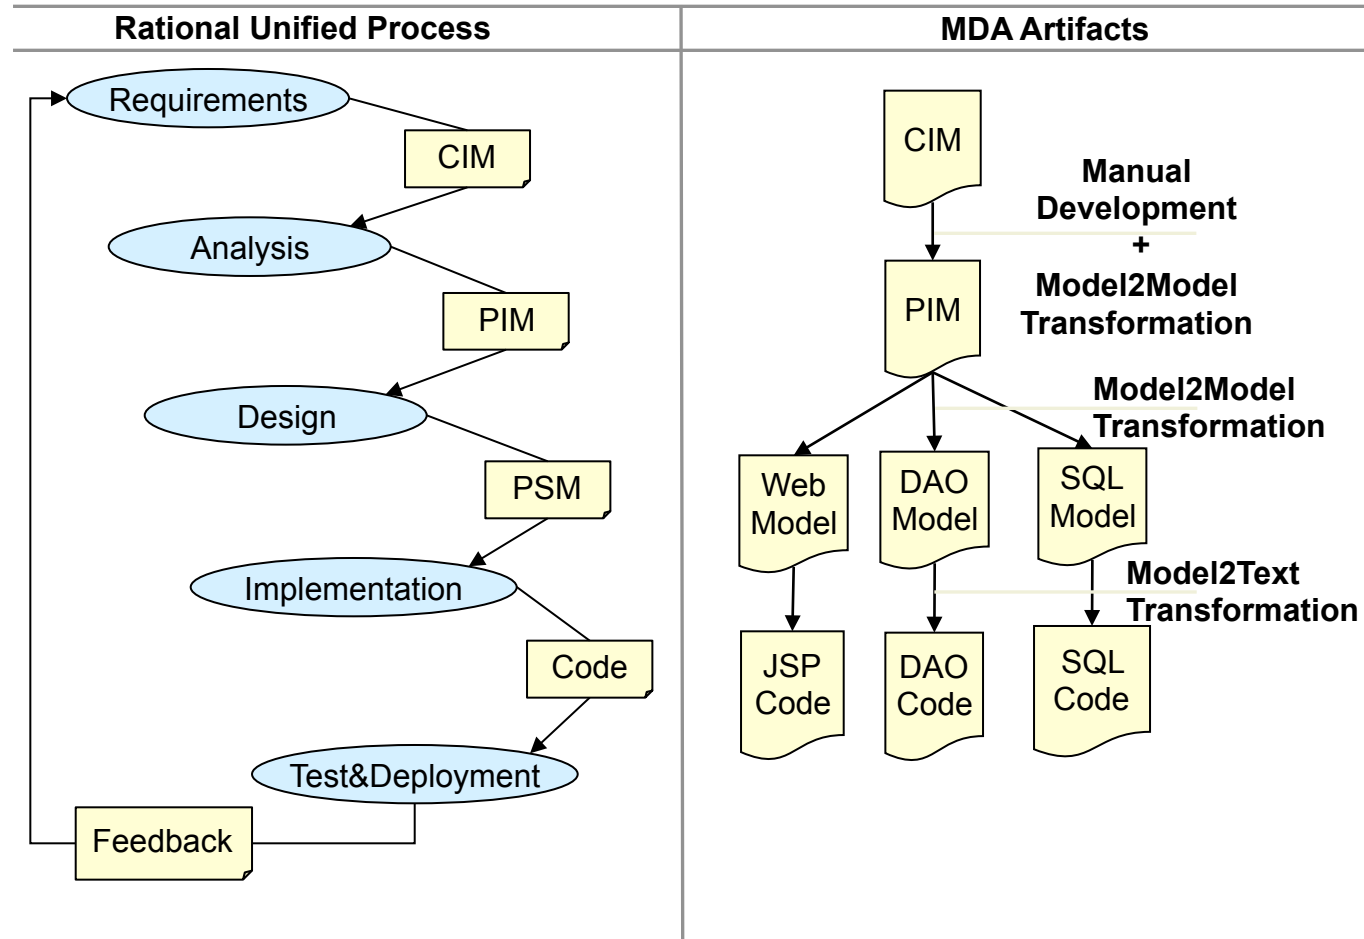 Rational Unified Process
Requirements
CIM
Analysis
PIM
Design
PSM
Implementation
Code
Test&Deployment
Feedback
MDA Artifacts
CIM
Manual
Development
+
Model2Model
Transformation
PIM
Model2Model
Transformation
Web
Model
DAO
Model
SQL
Model
Model2Text
Transformation
JSP
Code
DAO
Code
SQL
Code